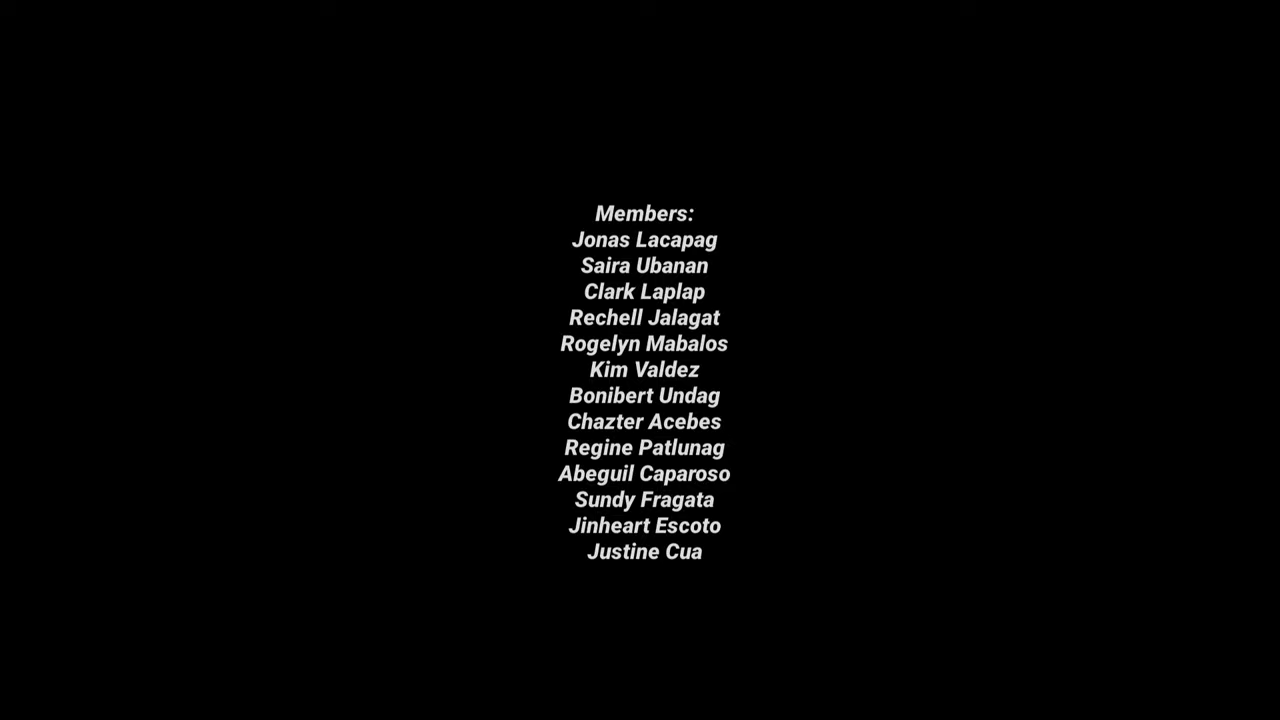 Members:
Jonas Lacapag
Saira Ubanan
Clark Laplap
Rechell Jalagat
Rogelyn Mabalos
Kim Valdez
Bonibert Undag
Chazter Acebes
Regine Patlunag
Abeguil Caparoso
Sundy Fragata
Jinheart Escoto
Justine Cua